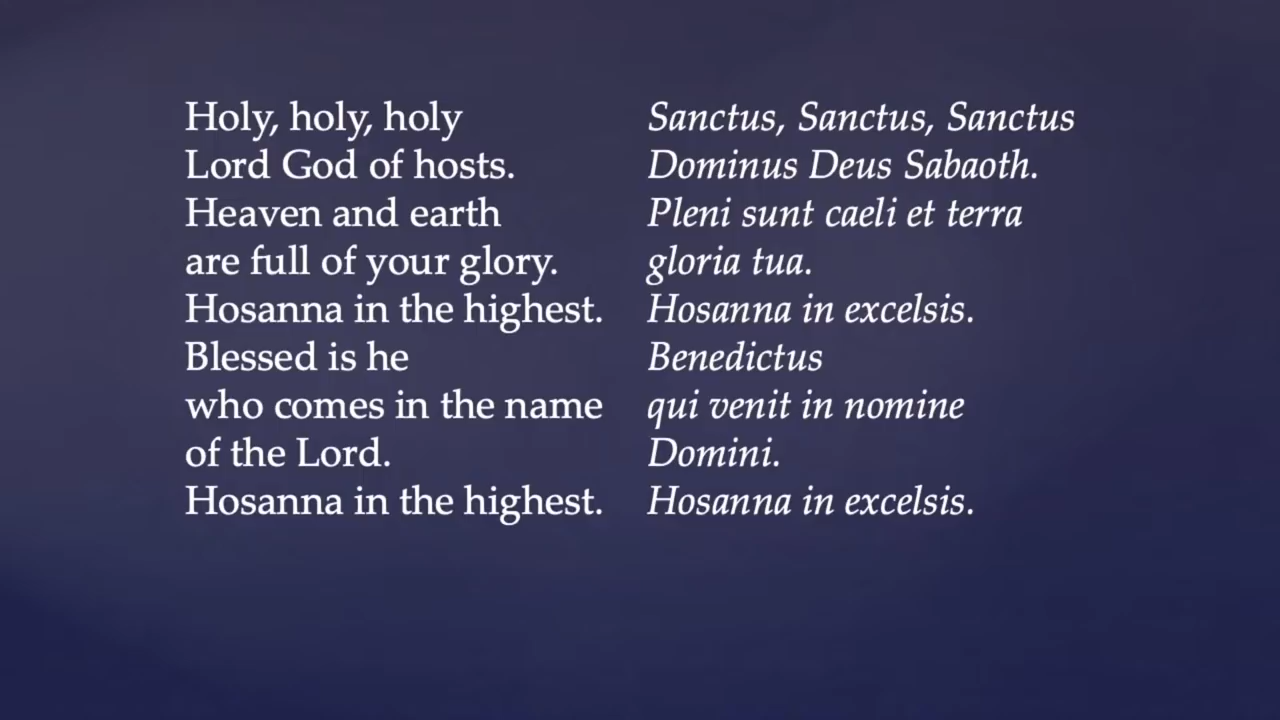 Holy, holy, holy
Lord God of hosts.
Heaven and earth
are full of your glory.
Hosanna in the highest.
Blessed is he
who comes in the name
of the Lord.
Hosanna in the highest.
Sanctus, Sanctus, Sanctus
Dominus Deus Sabaoth.
Pleni sunt caeli et terra
gloria tua.
Hosanna in excelsis.
Benedictus
qui venit in nomine
Domini.
Hosanna in excelsis.